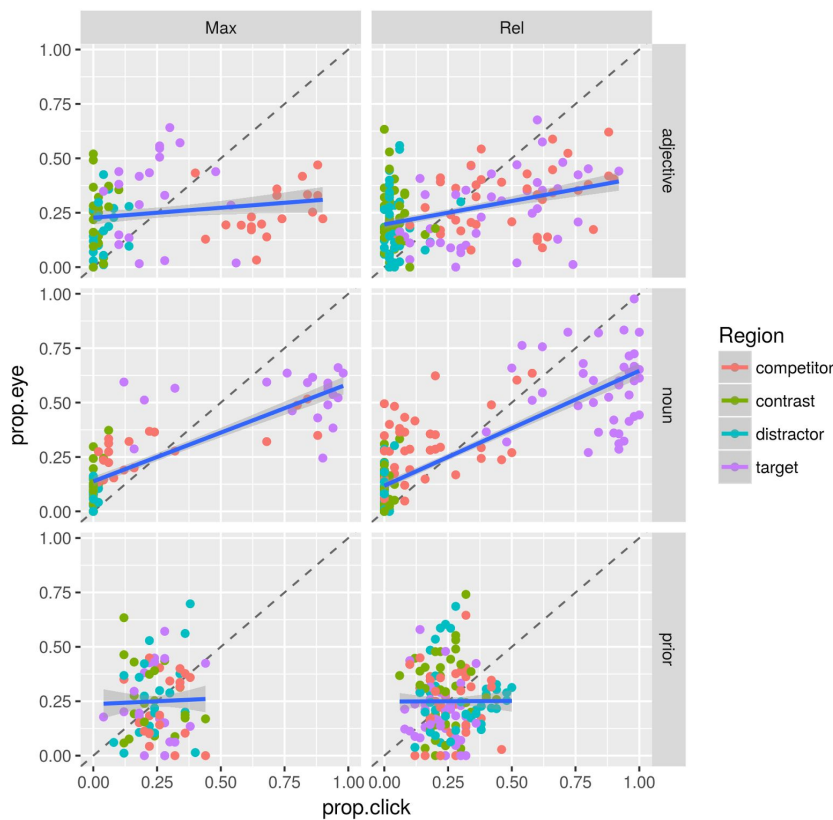 Max Rel
1.00
0.75
0.50
0.25
0.00
adjective
1.00
0.75
0.50
0.25
0.00
noun
1.00
0.75
0.50
0.25
0.00
prior
0.00 0.25 0.50 0.75 1.00 0.00 0.25 0.50 0.75 1.00
prop.click
prop.eye
Region
competitor
contrast
distractor
target